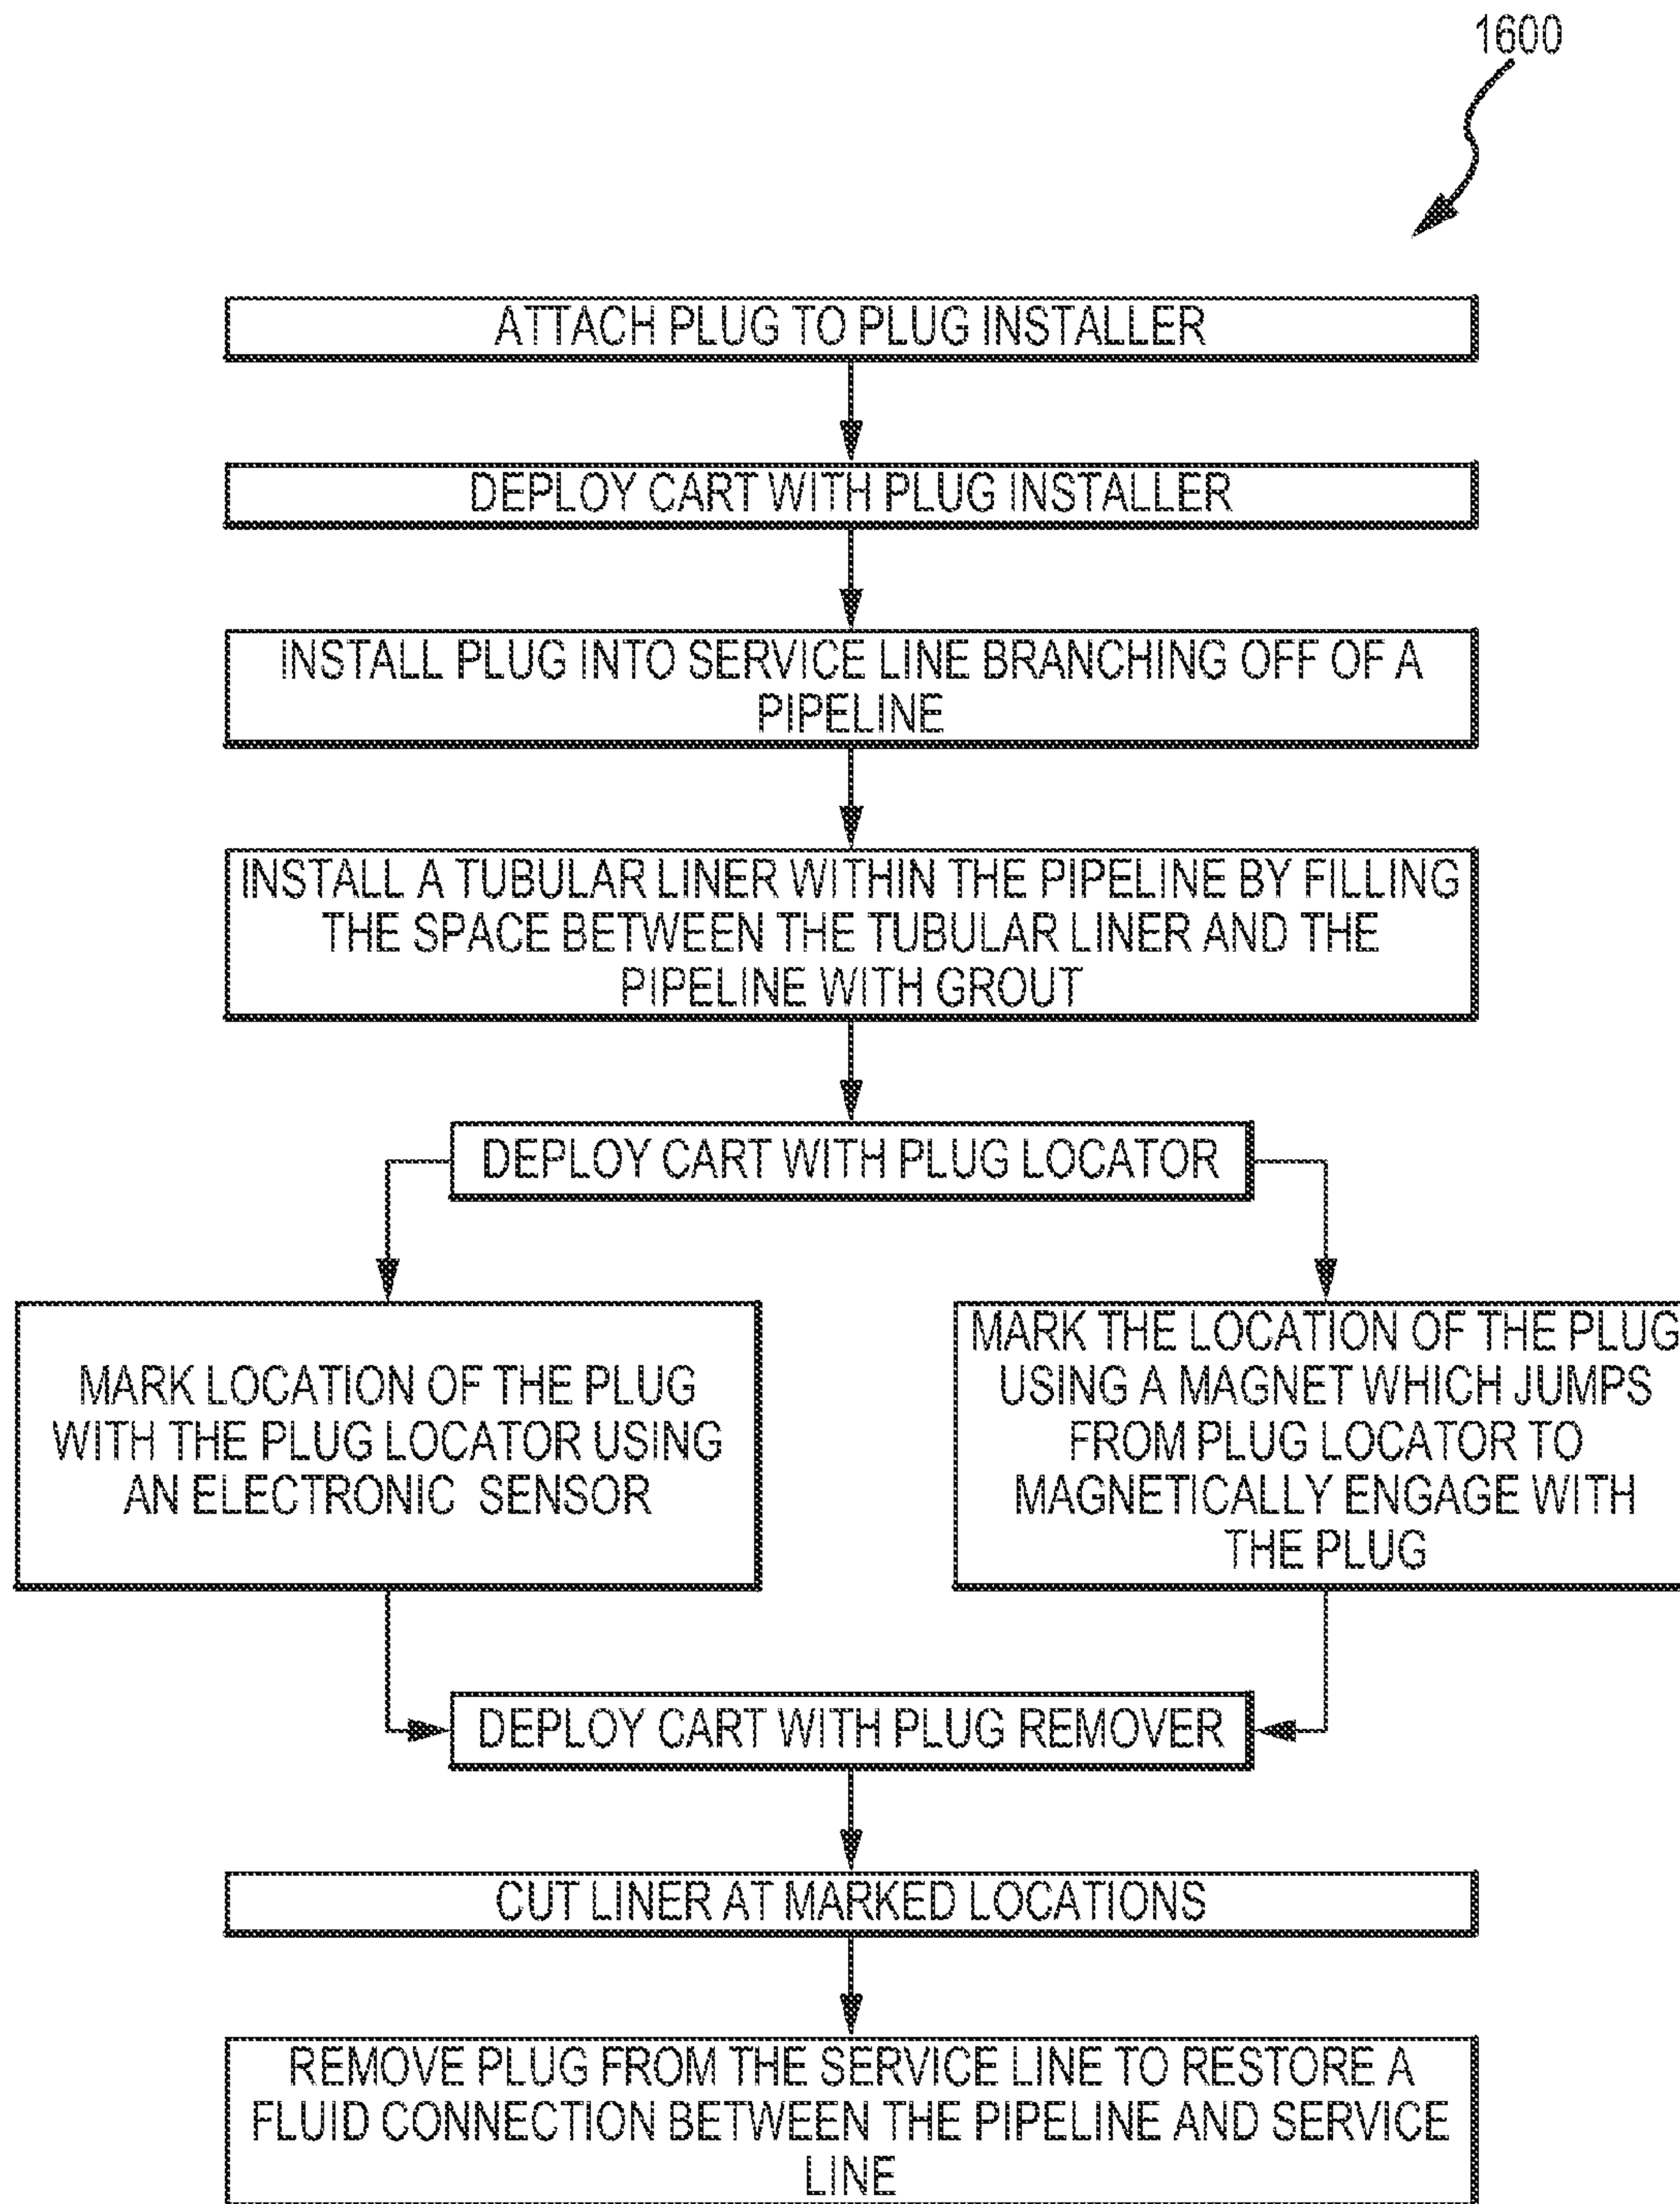 1600
ATTACH PLUG TO PLUG INSTALLER
DEPLOY CART WITH PLUG INSTALLER
INSTALL PLUG INTO SERVICE LINE BRANCHING OFF OF A
PIPELINE
INSTALL A TUBULAR LINER WITHIN THE PIPELINE BY FILLING
THE SPACE BETWEEN THE TUBULAR LINER AND THE
PIPELINE WITH GROUT
DEPLOY CART WITH PLUG LOCATOR
MARK LOCATION OF THE PLUG
WITH THE PLUG LOCATOR USING
AN ELECTRONIC SENSOR
MARK THE LOCATION OF THE PLUG
USING A MAGNET WHICH JUMPS
FROM PLUG LOCATOR TO
MAGNETICALLY ENGAGE WITH
THE PLUG
DEPLOY CART WITH PLUG REMOVER
CUT LINER AT MARKED LOCATIONS
REMOVE PLUG FROM THE SERVICE LINE TO RESTORE A
FLUID CONNECTION BETWEEN THE PIPELINE AND SERVICE
LINE